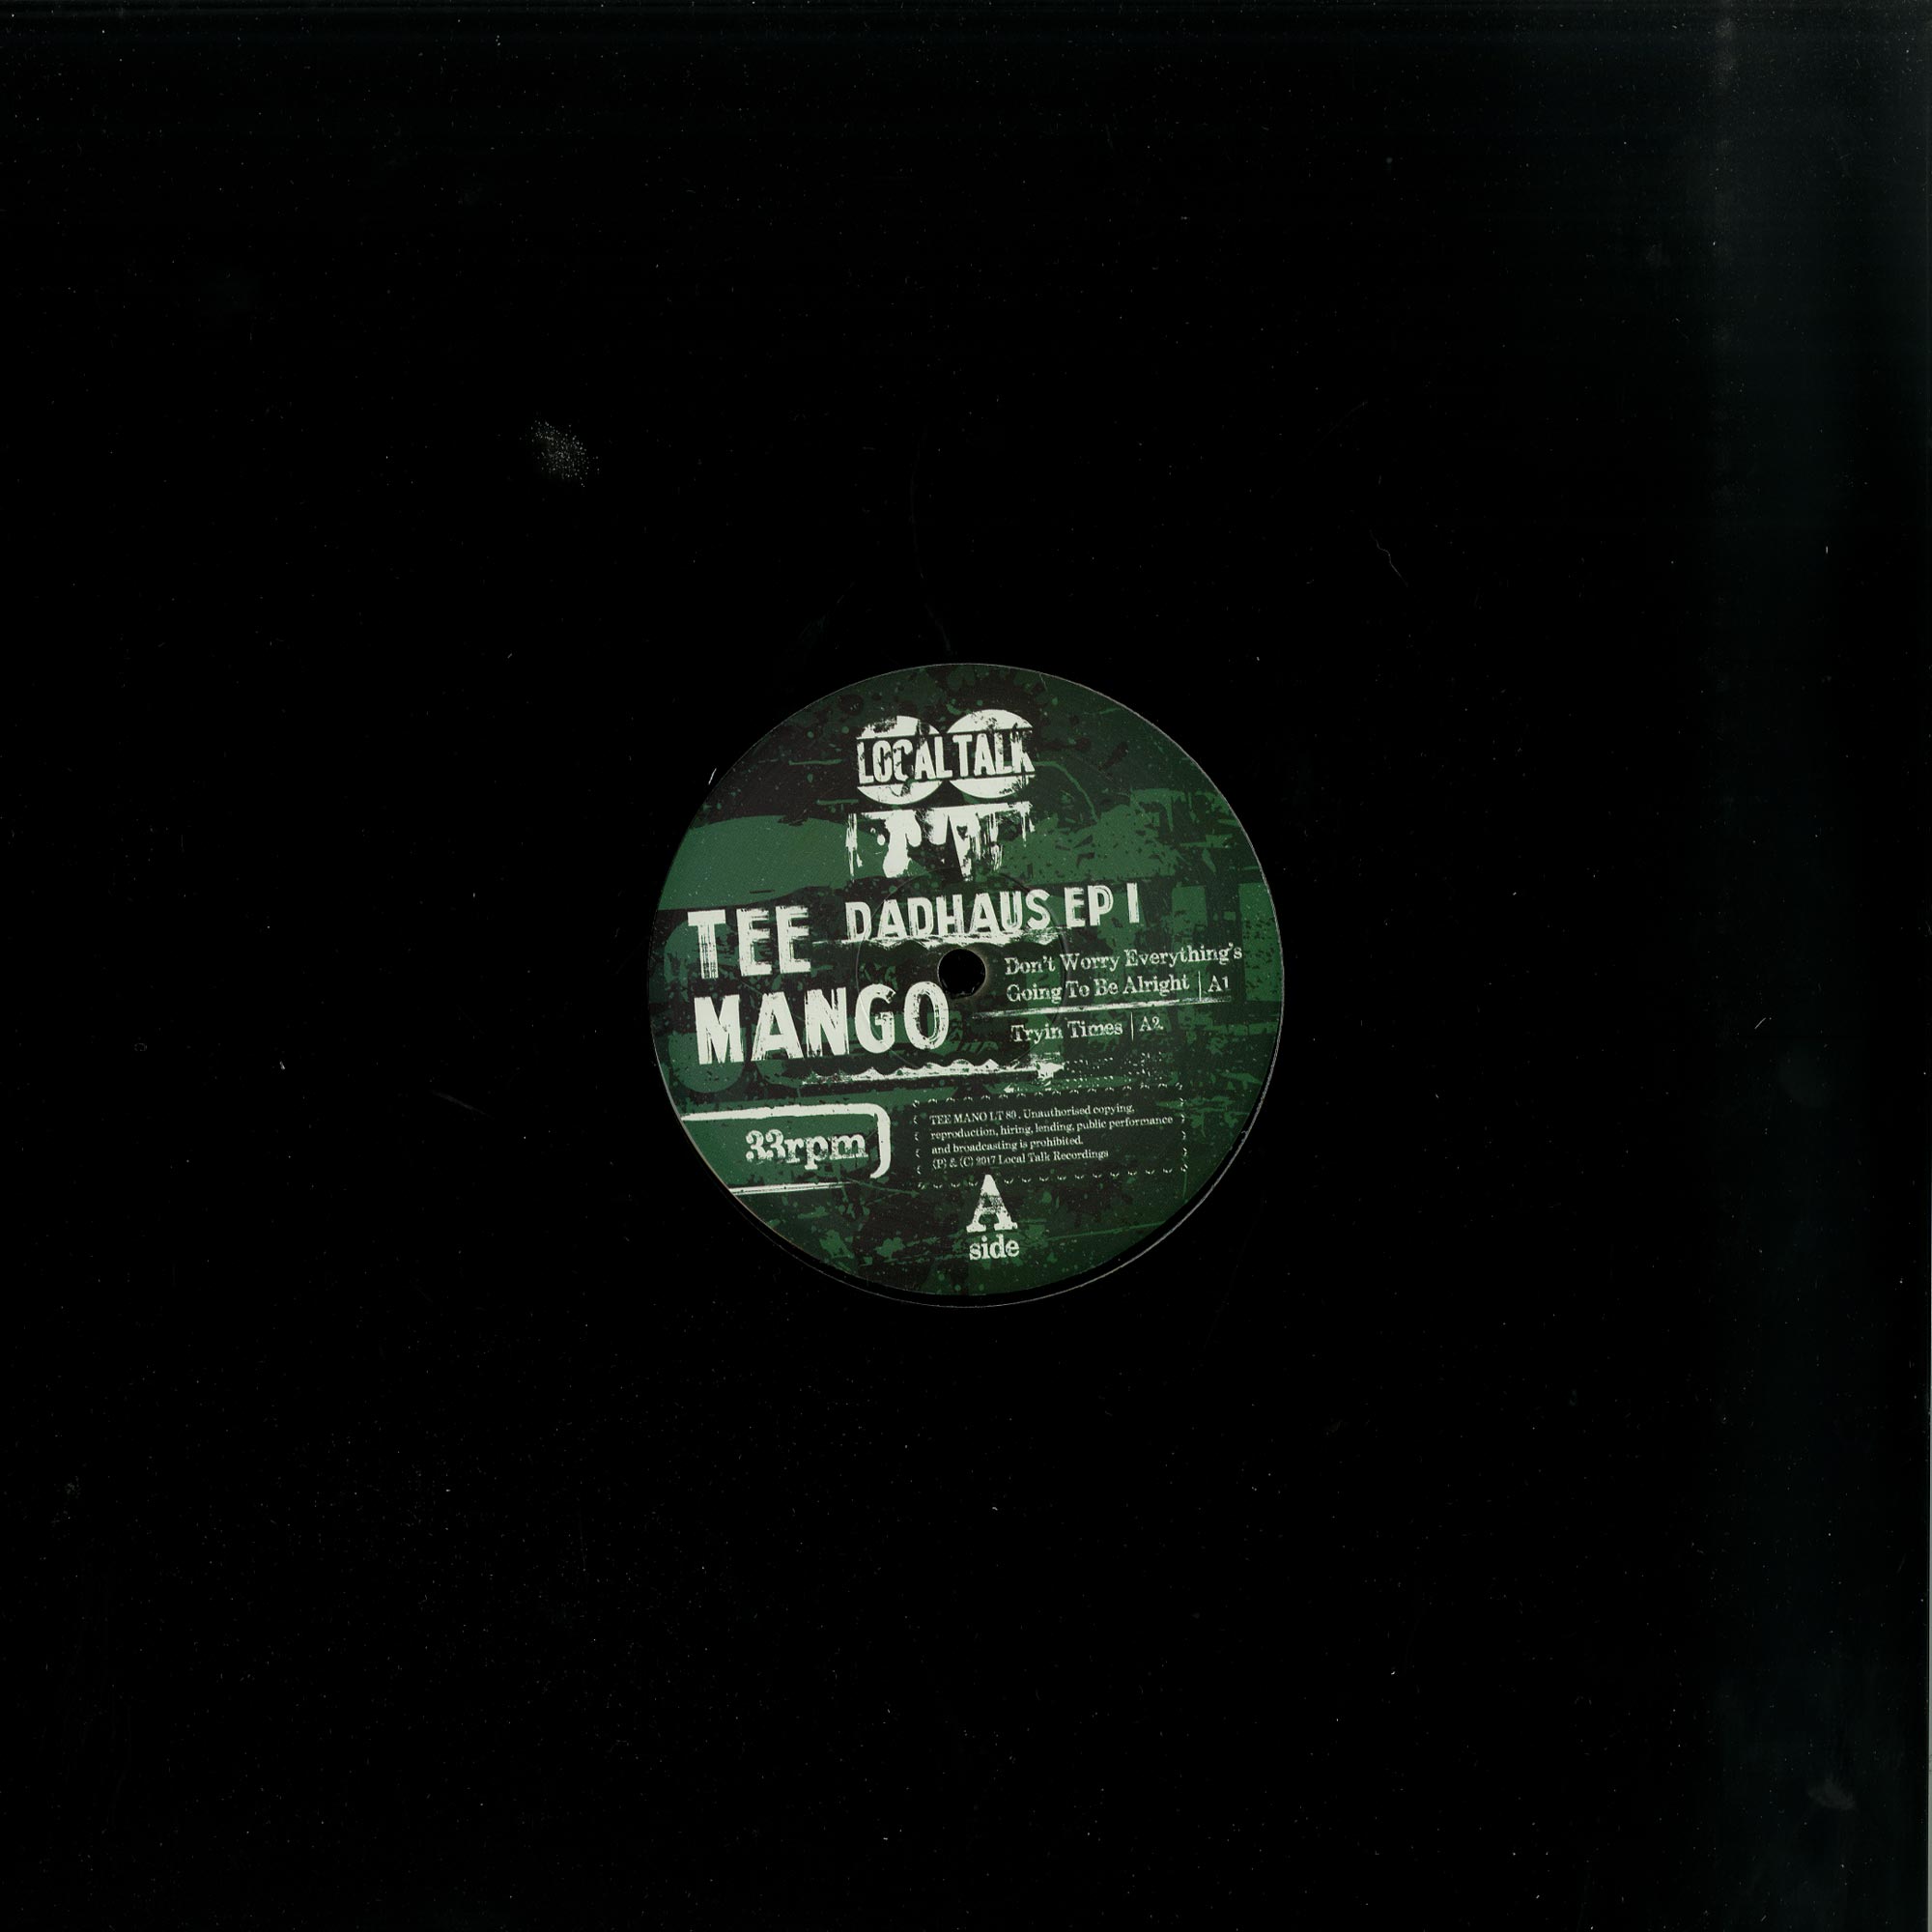 LOCAL TALK
DADHAUS EP I
TEE
MANGO
Don't Worry Everything's
Going To Be Alright | A1
Tryin Times | A2
33rpm
TEE MANO LT 80 . Unauthorised copying,
reproduction, hiring, lending, public performance
and broadcasting is prohibited.
(P) & (C) 2017 Local Talk Recordings
A
side